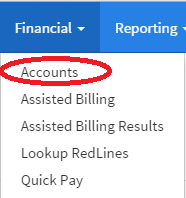 Financial Reporting
Accounts
Assisted Billing
Assisted Billing Results
Lookup RedLines
Quick Pay